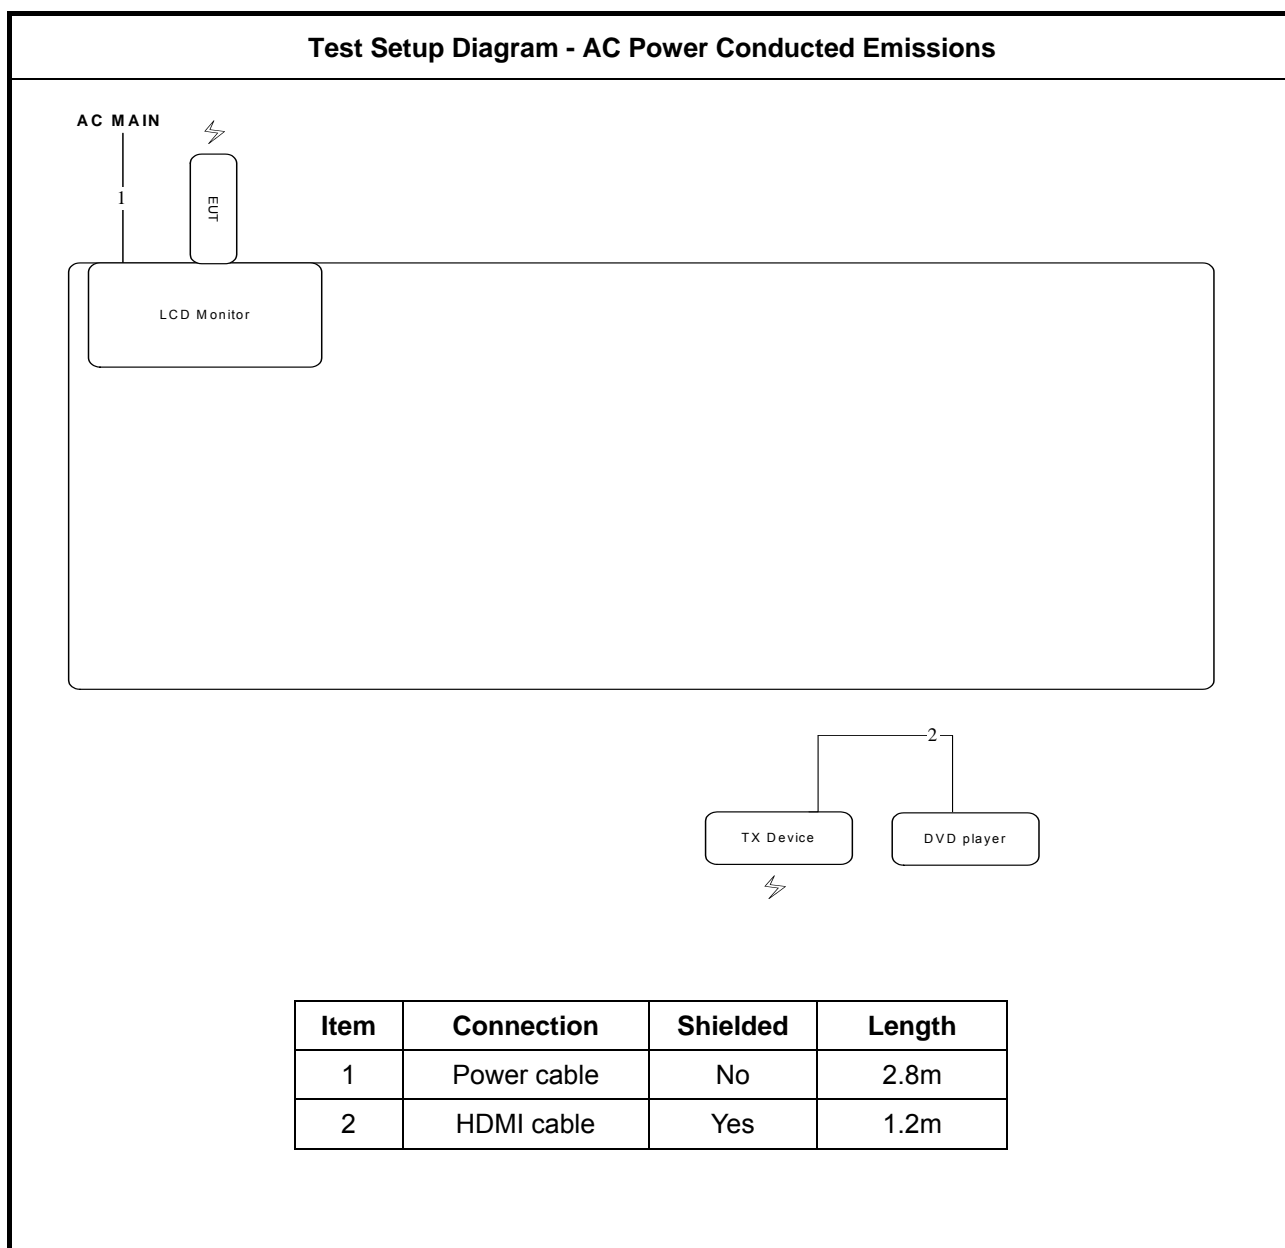 Test Setup Diagram - AC Power Conducted Emissions
AC MAIN
1
EUT
LCD Monitor
2
TX Device
DVD player
Item Connection Shielded Length
1 Power cable No 2.8m
2 HDMI cable Yes 1.2m